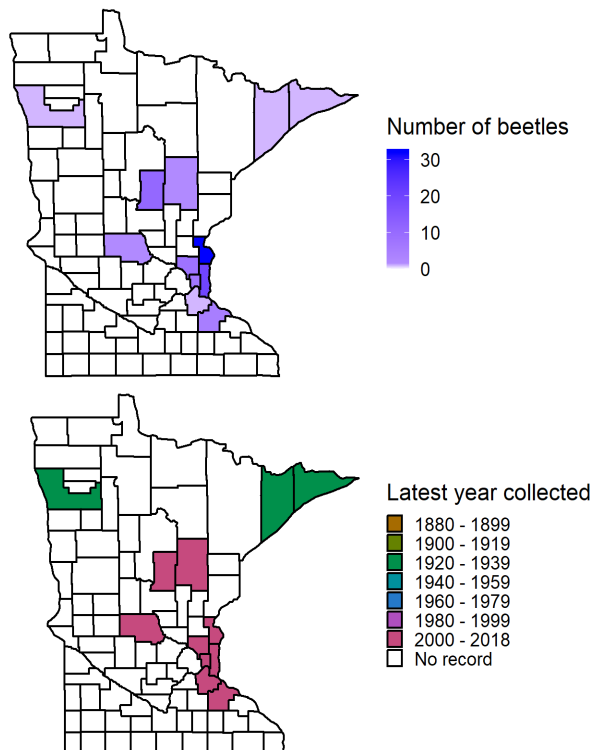 Number of beetles
30
20
10
0
Latest year collected
1880 - 1899
1900 - 1919
1920 - 1939
1940 - 1959
1960 - 1979
1980 - 1999
2000 - 2018
No record